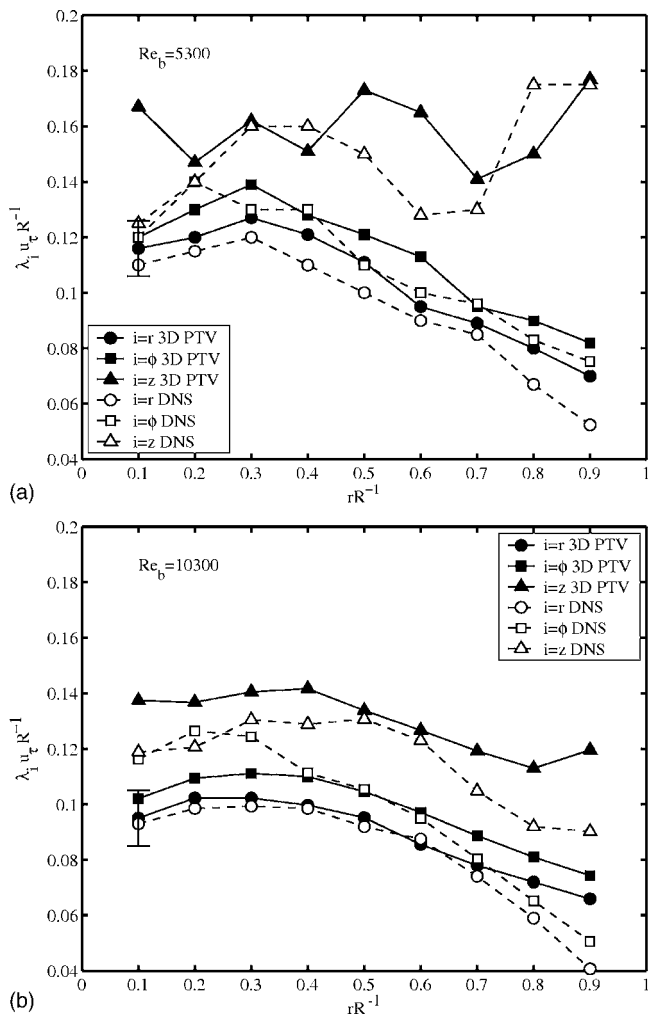 0.2
Re_b=5300
0.18
0.16
0.14
0.12
0.1
0.08
0.06
0.04
λ_i u_τ R^-1
i=r 3D PTV
i=ϕ 3D PTV
i=z 3D PTV
i=r DNS
i=ϕ DNS
i=z DNS
0 0.1 0.2 0.3 0.4 0.5 0.6 0.7 0.8 0.9 1
(a)
rR^-1
0.2
Re_b=10300
0.18
0.16
0.14
0.12
0.1
0.08
0.06
0.04
λ_i u_τ R^-1
i=r 3D PTV
i=ϕ 3D PTV
i=z 3D PTV
i=r DNS
i=ϕ DNS
i=z DNS
0 0.1 0.2 0.3 0.4 0.5 0.6 0.7 0.8 0.9 1
(b)
rR^-1